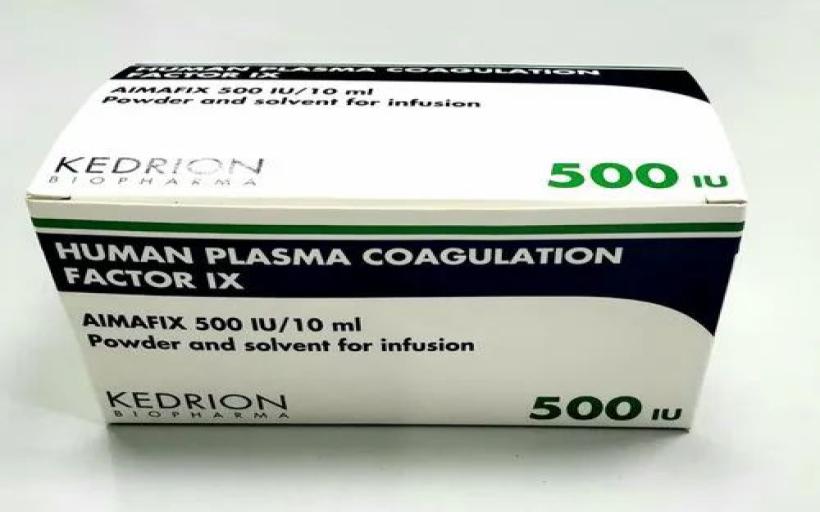 HUMAN PLASMA COAGULATION
FACTOR IX
AIMAFIX 500 IU/10 ml
Powder and solvent for infusion
KEDRION
BIOPHARMA
500 IU
HUMAN PLASMA COAGULATION
FACTOR IX
AIMAFIX 500 IU/10 ml
Powder and solvent for infusion
KEDRION
BIOPHARMA
500 IU